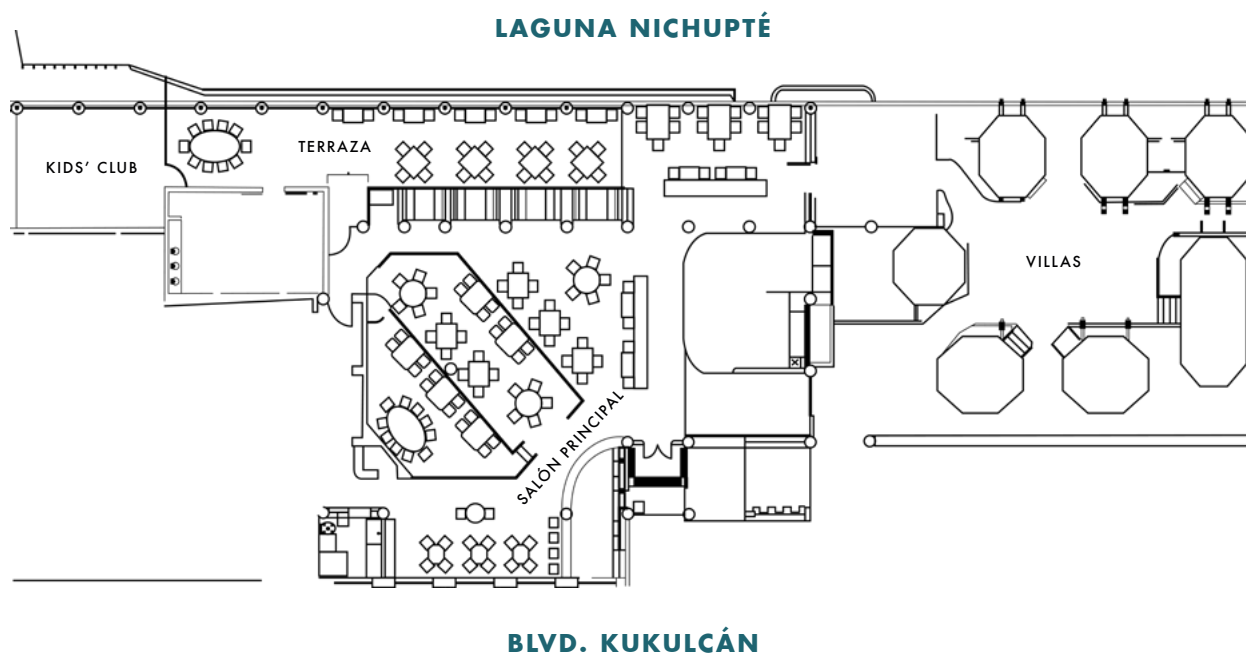 LAGUNA NICHUPTÉ
KIDS' CLUB
TERRAZA
VILLAS
SALÓN PRINCIPAL
BLVD. KUKULCÁN